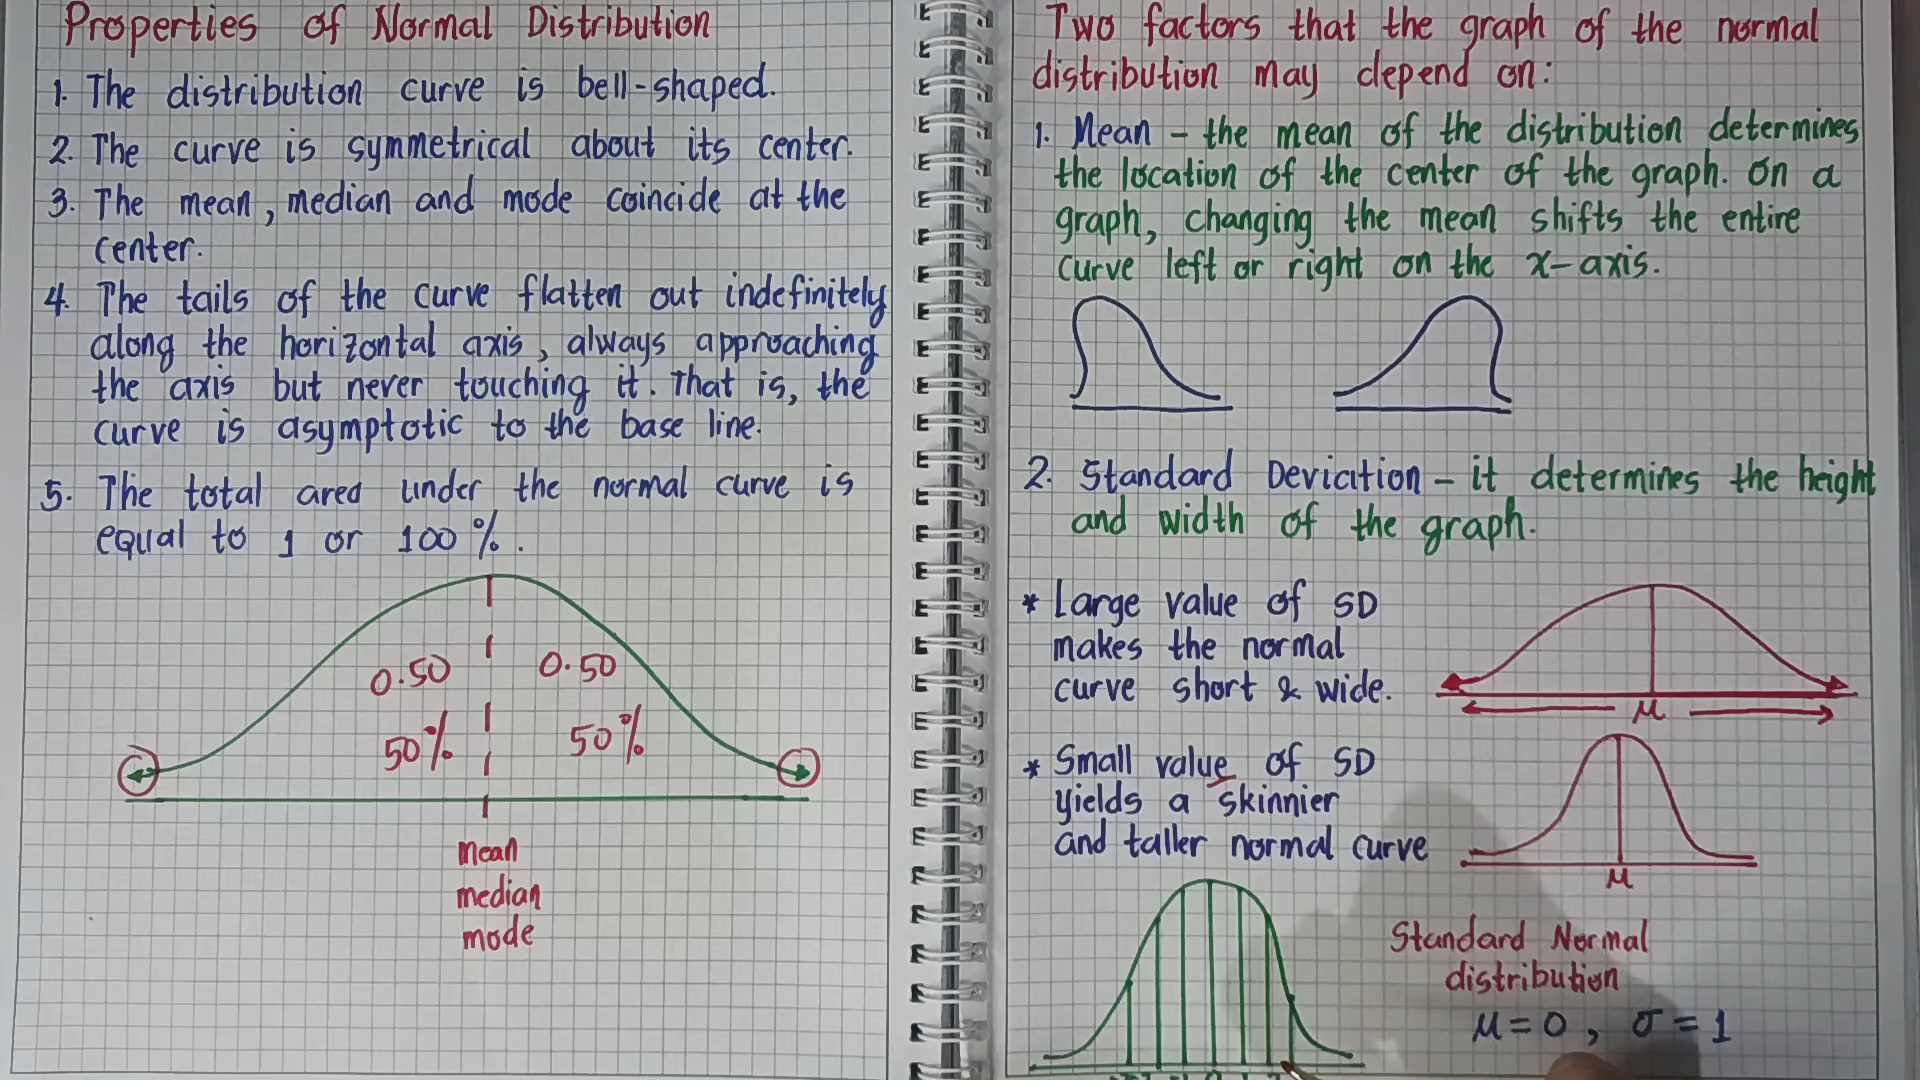 Properties of Normal Distribution
1. The distribution curve is bell-shaped.
2. The curve is symmetrical about its center.
3. The mean, median and mode coincide at the
center.
4. The tails of the curve flatten out indefinitely
along the horizontal axis, always approaching
the axis but never touching it. That is, the
curve is asymptotic to the base line.
5. The total area under the normal curve is
equal to 1 or 100%.
0.50 0.50
50% 50%
mean
median
mode
Two factors that the graph of the normal
distribution may depend on:
1. Mean - the mean of the distribution determines
the location of the center of the graph. On a
graph, changing the mean shifts the entire
curve left or right on the x-axis.
2. Standard Deviation - it determines the height
and width of the graph.
* Large value of SD
makes the normal
curve short & wide.
μ
* Small value of SD
yields a skinnier
and taller normal curve
μ
Standard Normal
distribution
μ = 0, σ = 1